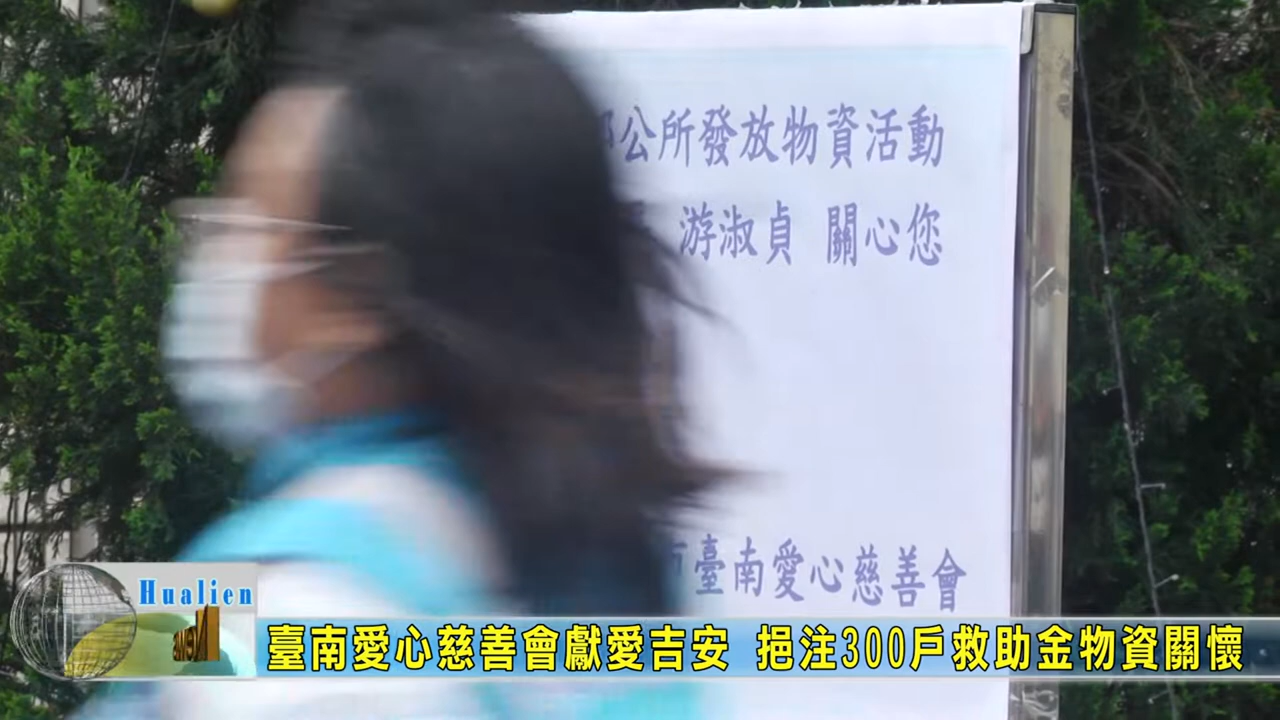 公所發放物資活動
游淑貞 關心您
臺南愛心慈善會
Hualien
News
臺南愛心慈善會獻愛吉安 挹注300戶救助金物資關懷